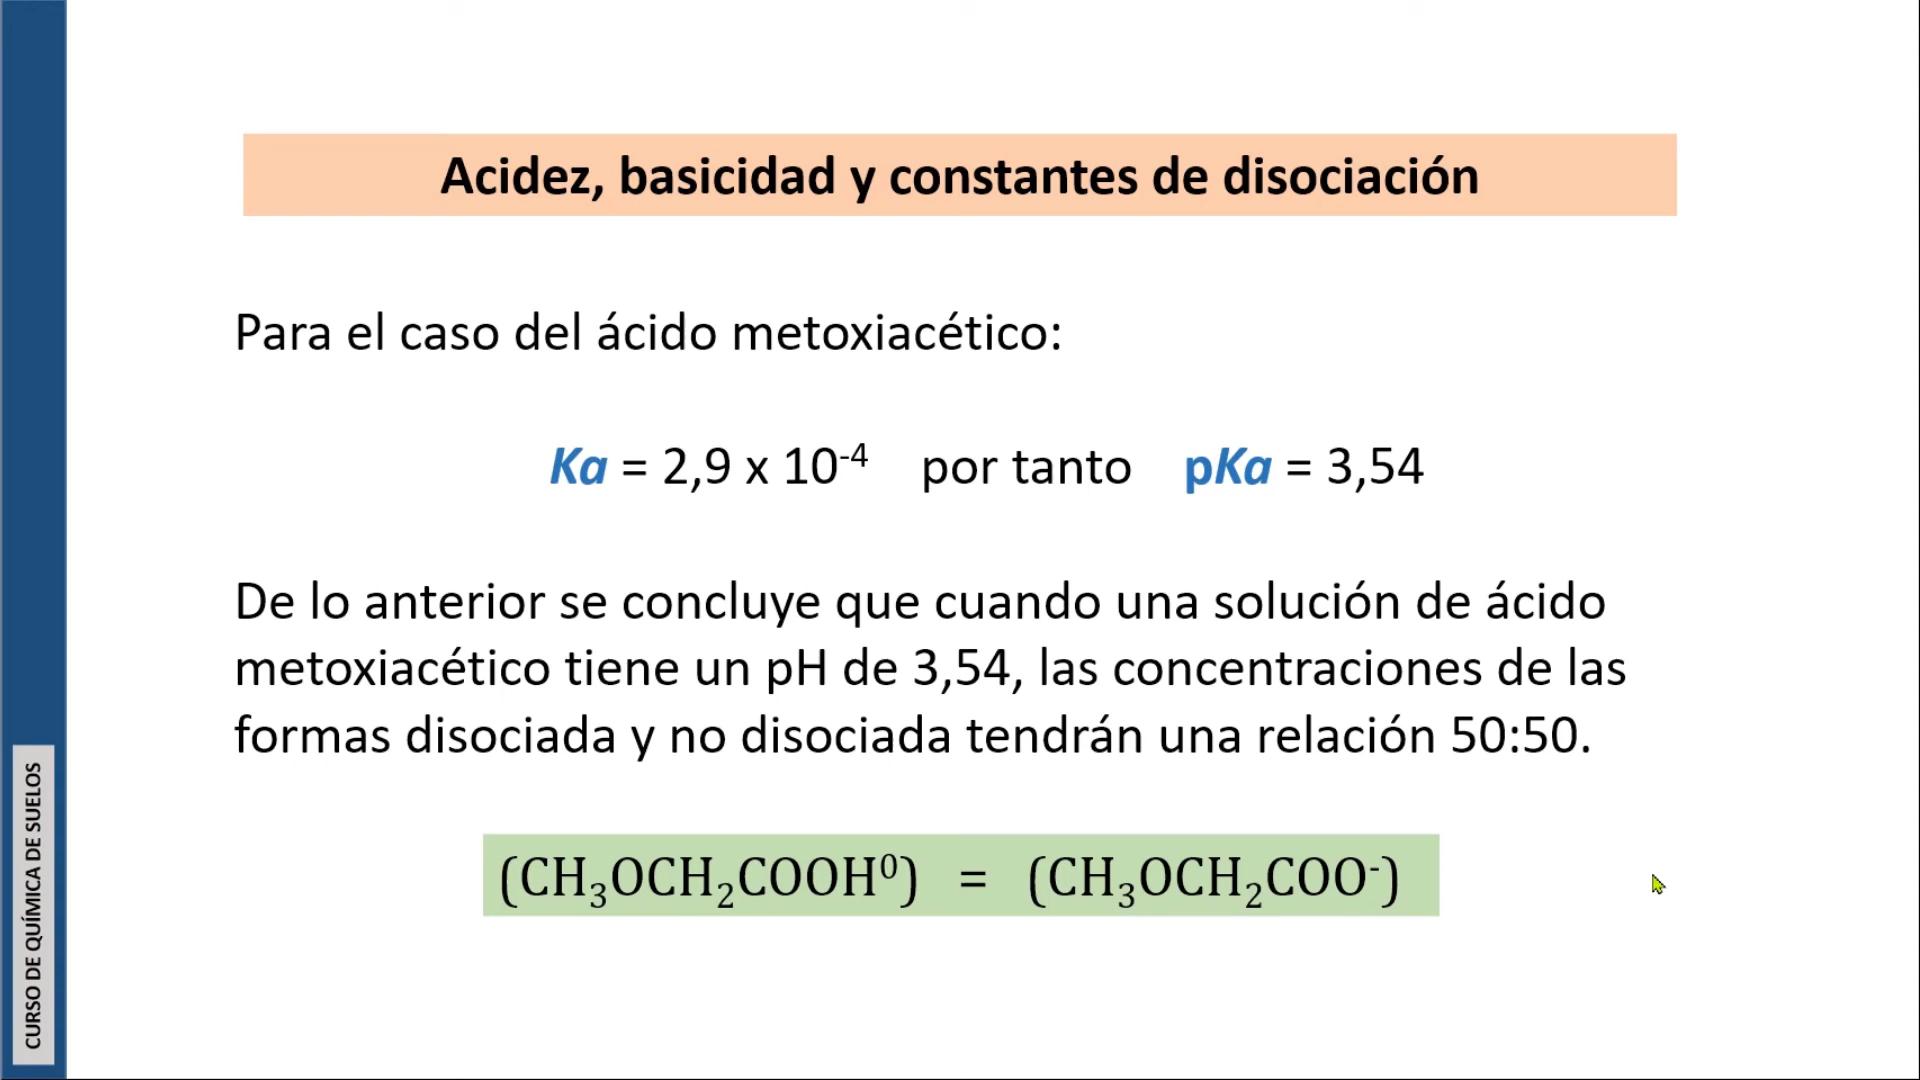 Acidez, basicidad y constantes de disociación
Para el caso del ácido metoxiacético:
Ka = 2,9 x 10⁻⁴ por tanto pKa = 3,54
De lo anterior se concluye que cuando una solución de ácido
metoxiacético tiene un pH de 3,54, las concentraciones de las
formas disociada y no disociada tendrán una relación 50:50.
(CH₃OCH₂COOH⁰) = (CH₃OCH₂COO⁻)
CURSO DE QUÍMICA DE SUELOS